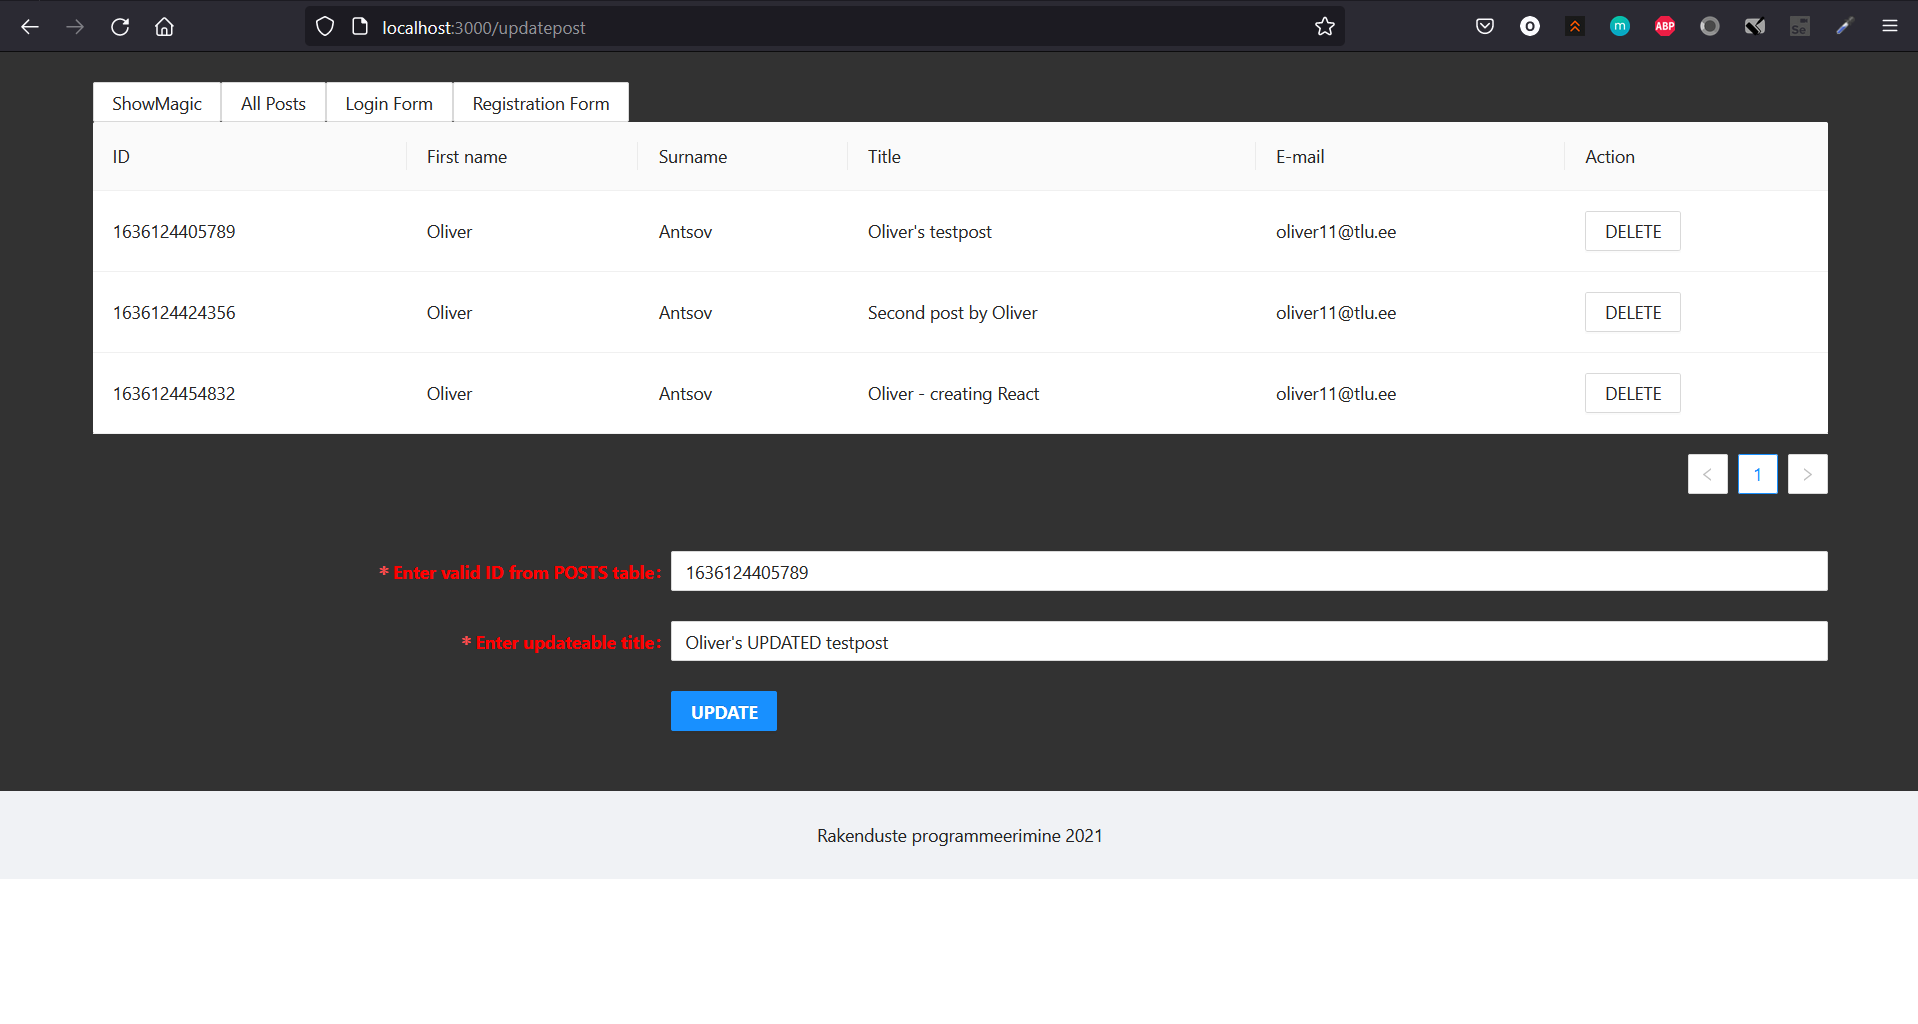 localhost:3000/updatepost
O
m
ABP
Se
ShowMagic All Posts Login Form Registration Form
ID First name Surname Title E-mail Action
1636124405789 Oliver Antsov Oliver's testpost oliver11@tlu.ee DELETE
1636124424356 Oliver Antsov Second post by Oliver oliver11@tlu.ee DELETE
1636124454832 Oliver Antsov Oliver - creating React oliver11@tlu.ee DELETE
< 1 >
* Enter valid ID from POSTS table: 1636124405789
* Enter updateable title: Oliver's UPDATED testpost
UPDATE
Rakenduste programmeerimine 2021